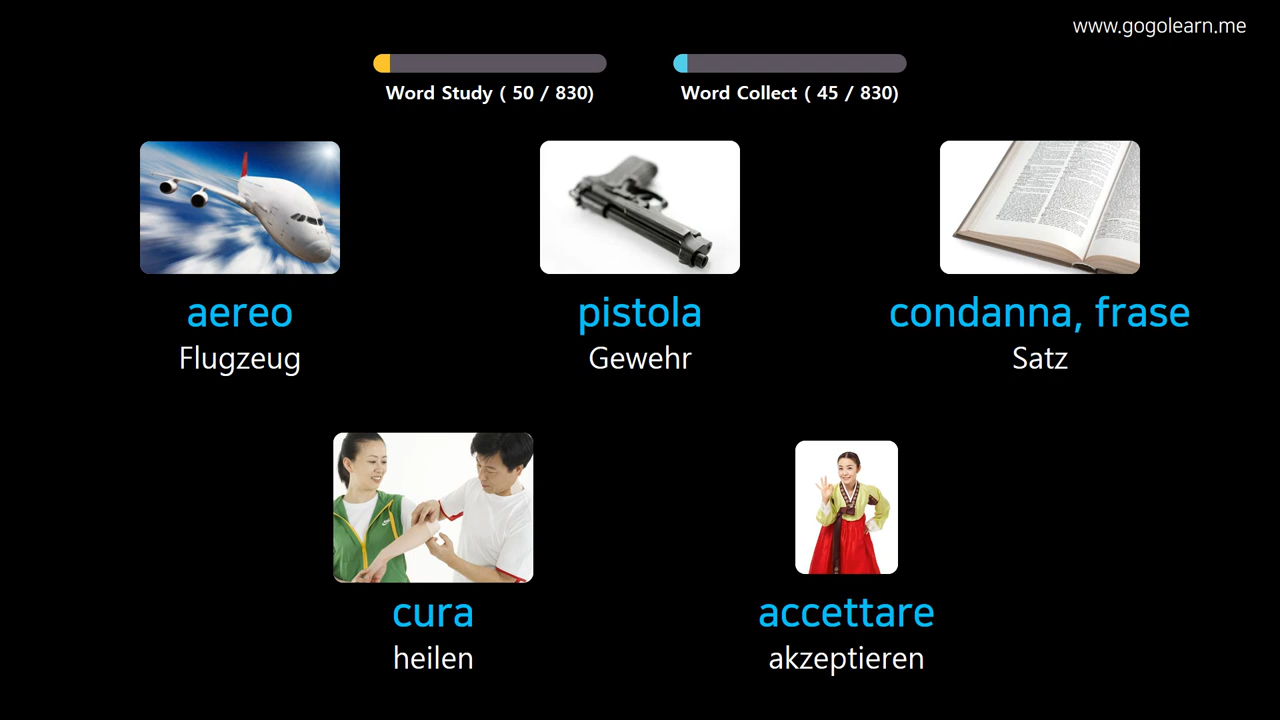 www.gogolearn.me
Word Study ( 50 / 830)
Word Collect ( 45 / 830)
aereo
Flugzeug
pistola
Gewehr
condanna, frase
Satz
cura
heilen
accettare
akzeptieren